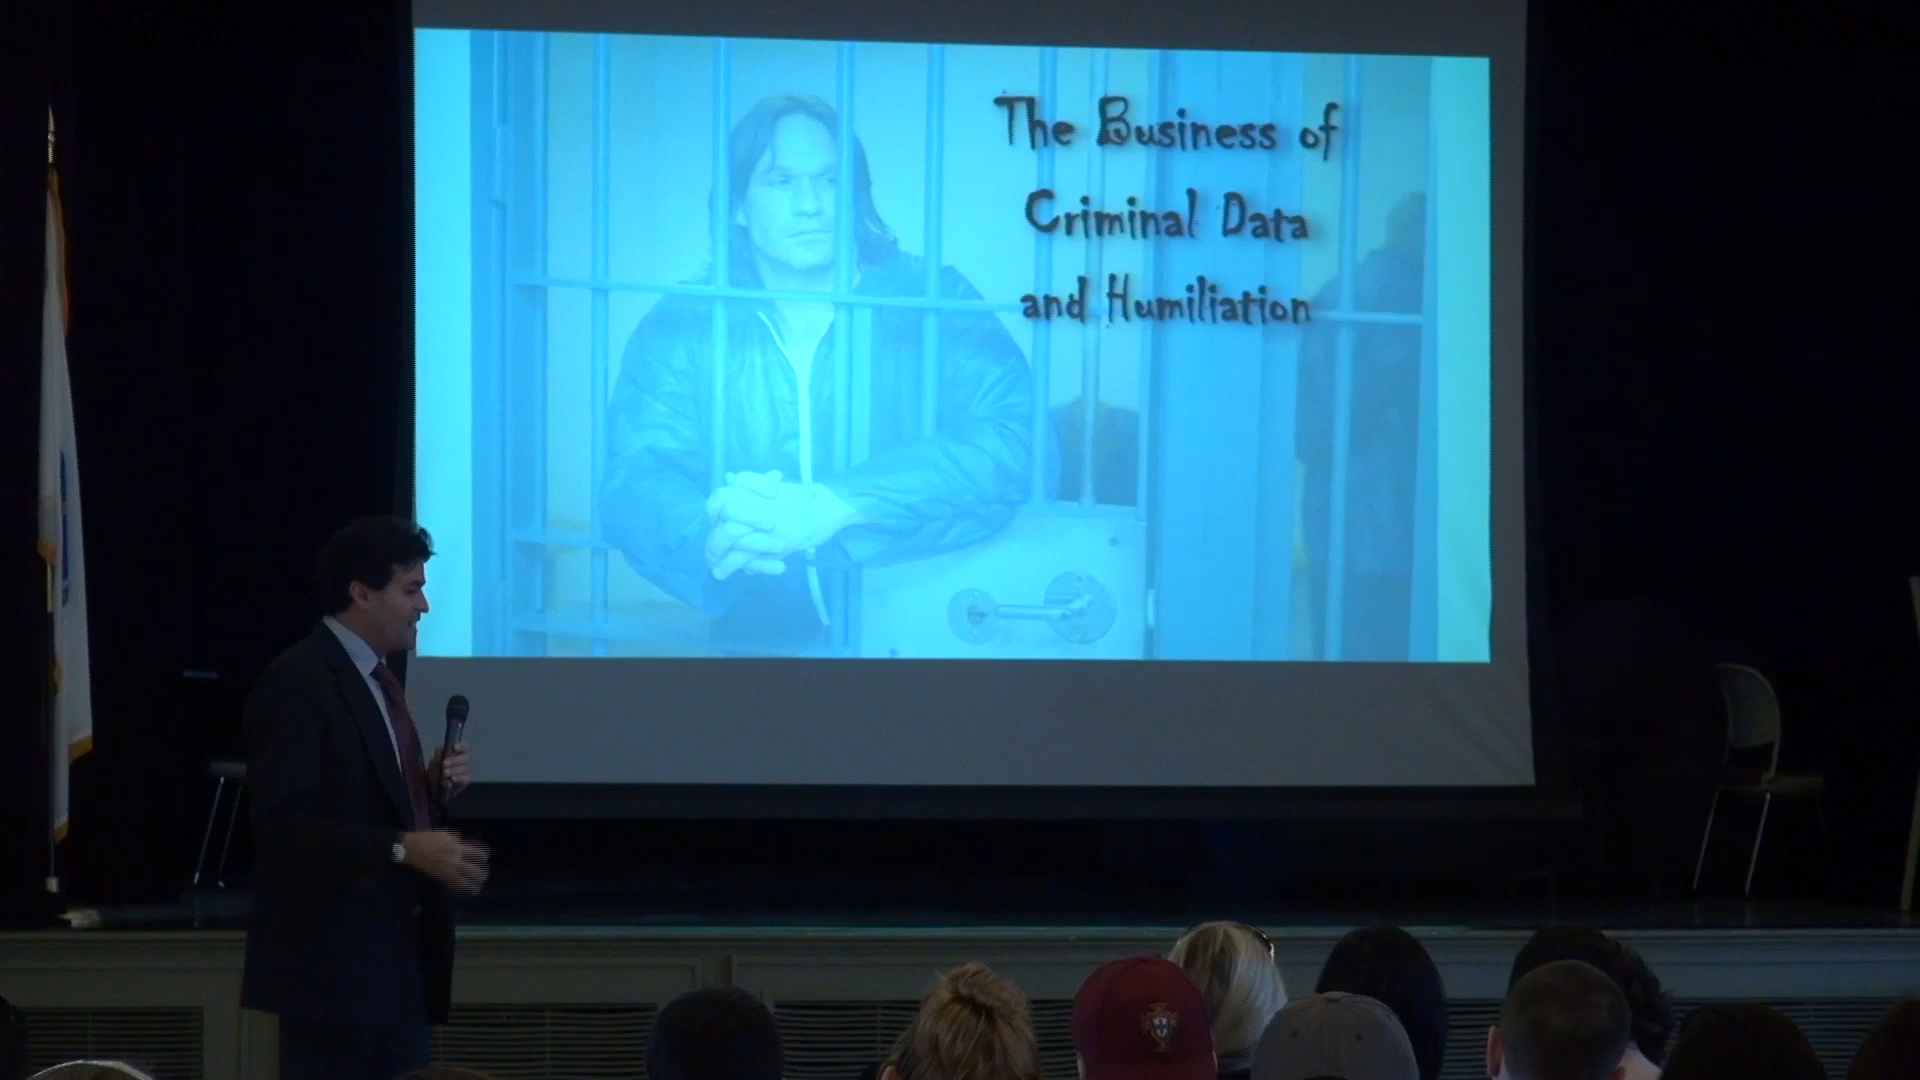 The Business of
Criminal Data
and Humiliation